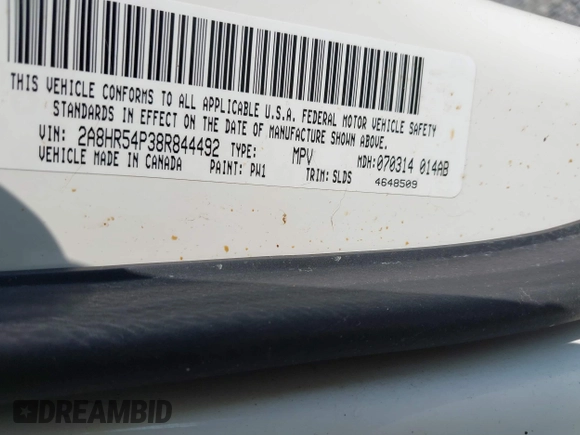 THIS VEHICLE CONFORMS TO ALL APPLICABLE U.S.A. FEDERAL MOTOR VEHICLE SAFETY
STANDARDS IN EFFECT ON THE DATE OF MANUFACTURE SHOWN ABOVE.
VIN: 2A8HR54P38R844492 TYPE: MPV MDH:070314 014AB
VEHICLE MADE IN CANADA PAINT: PW1 TRIM: SLDS 4648509
DREAMBID